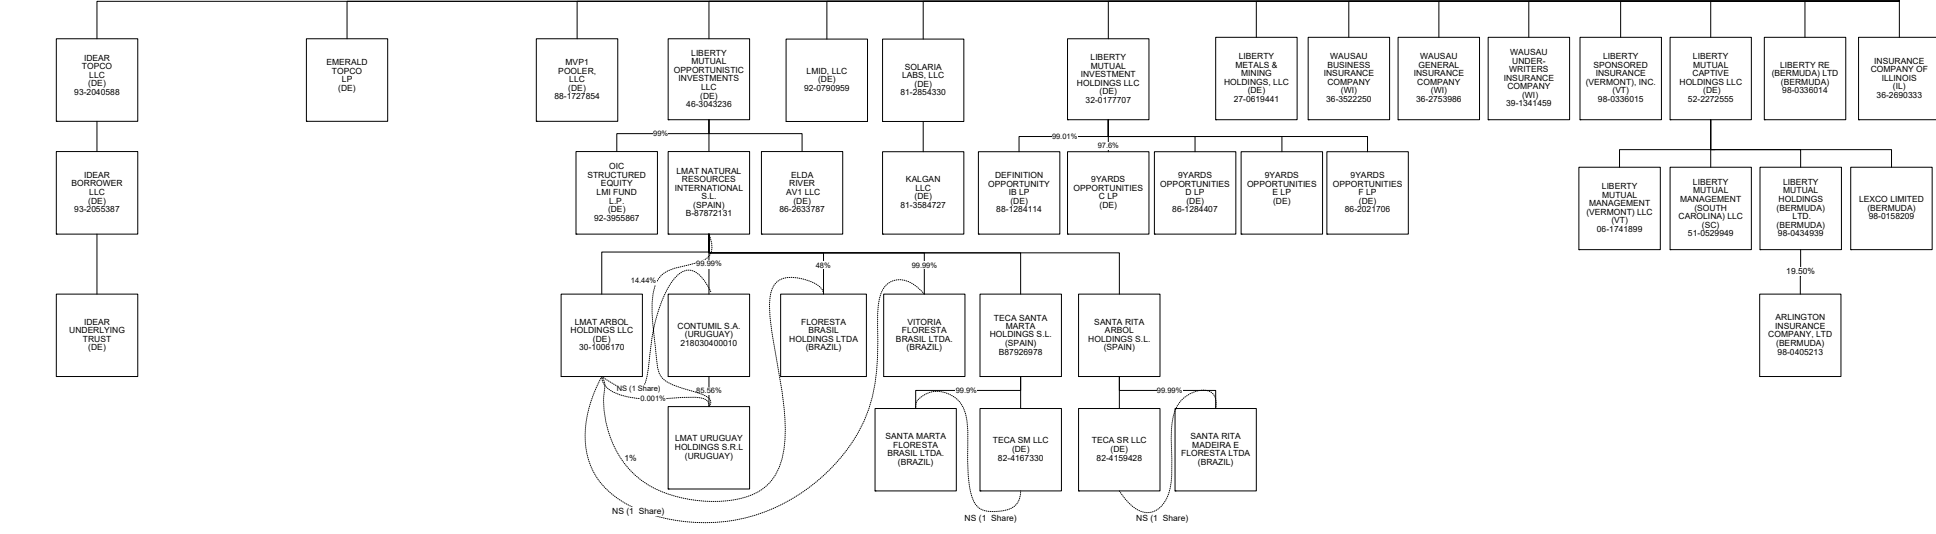 IDEAR
TOPCO
LLC
(DE)
93-2040588
EMERALD
TOPCO
LP
(DE)
MVP1
POOLER,
LLC
(DE)
88-1727854
LIBERTY
MUTUAL
OPPORTUNISTIC
INVESTMENTS
LLC
(DE)
46-3043236
LMID, LLC
(DE)
92-0790959
SOLARIA
LABS, LLC
(DE)
81-2854330
LIBERTY
MUTUAL
INVESTMENT
HOLDINGS LLC
(DE)
32-0177707
LIBERTY
METALS &
MINING
HOLDINGS, LLC
(DE)
27-0619441
WAUSAU
BUSINESS
INSURANCE
COMPANY
(WI)
36-3522250
WAUSAU
GENERAL
INSURANCE
COMPANY
(WI)
36-2753986
WAUSAU
UNDER-
WRITERS
INSURANCE
COMPANY
(WI)
39-1341459
LIBERTY
SPONSORED
INSURANCE
(VERMONT), INC.
(VT)
98-0336015
LIBERTY
MUTUAL
CAPTIVE
HOLDINGS LLC
(DE)
52-2272555
LIBERTY RE
(BERMUDA) LTD
(BERMUDA)
98-0336014
INSURANCE
COMPANY OF
ILLINOIS
(IL)
36-2690333
99%
99.01%
97.6%
IDEAR
BORROWER
LLC
(DE)
93-2055387
OIC
STRUCTURED
EQUITY
LMI FUND
L.P.
(DE)
92-3955867
LMAT NATURAL
RESOURCES
INTERNATIONAL
S.L.
(SPAIN)
B-87872131
ELDA
RIVER
AV1 LLC
(DE)
86-2633787
KALGAN
LLC
(DE)
81-3584727
DEFINITION
OPPORTUNITY
IB LP
(DE)
88-1284114
9YARDS
OPPORTUNITIES
C LP
(DE)
9YARDS
OPPORTUNITIES
D LP
(DE)
86-1284407
9YARDS
OPPORTUNITIES
E LP
(DE)
9YARDS
OPPORTUNITIES
F LP
(DE)
86-2021706
LIBERTY
MUTUAL
MANAGEMENT
(VERMONT) LLC
(VT)
06-1741899
LIBERTY
MUTUAL
MANAGEMENT
(SOUTH
CAROLINA) LLC
(SC)
51-0529949
LIBERTY
MUTUAL
HOLDINGS
(BERMUDA)
LTD.
(BERMUDA)
98-0434939
LEXCO LIMITED
(BERMUDA)
98-0158209
14.44%
99.99%
48%
99.99%
19.50%
IDEAR
UNDERLYING
TRUST
(DE)
LMAT ARBOL
HOLDINGS LLC
(DE)
30-1006170
CONTUMIL S.A.
(URUGUAY)
218030400010
FLORESTA
BRASIL
HOLDINGS LTDA
(BRAZIL)
VITORIA
FLORESTA
BRASIL LTDA.
(BRAZIL)
TECA SANTA
MARTA
HOLDINGS S.L.
(SPAIN)
B87926978
SANTA RITA
ARBOL
HOLDINGS S.L.
(SPAIN)
ARLINGTON
INSURANCE
COMPANY, LTD
(BERMUDA)
98-0405213
NS (1 Share)
0.001%
85.56%
99.9%
99.99%
LMAT URUGUAY
HOLDINGS S.R.L
(URUGUAY)
SANTA MARTA
FLORESTA
BRASIL LTDA.
(BRAZIL)
TECA SM LLC
(DE)
82-4167330
TECA SR LLC
(DE)
82-4159428
SANTA RITA
MADEIRA E
FLORESTA LTDA
(BRAZIL)
1%
NS (1 Share)
NS (1 Share)
NS (1 Share)